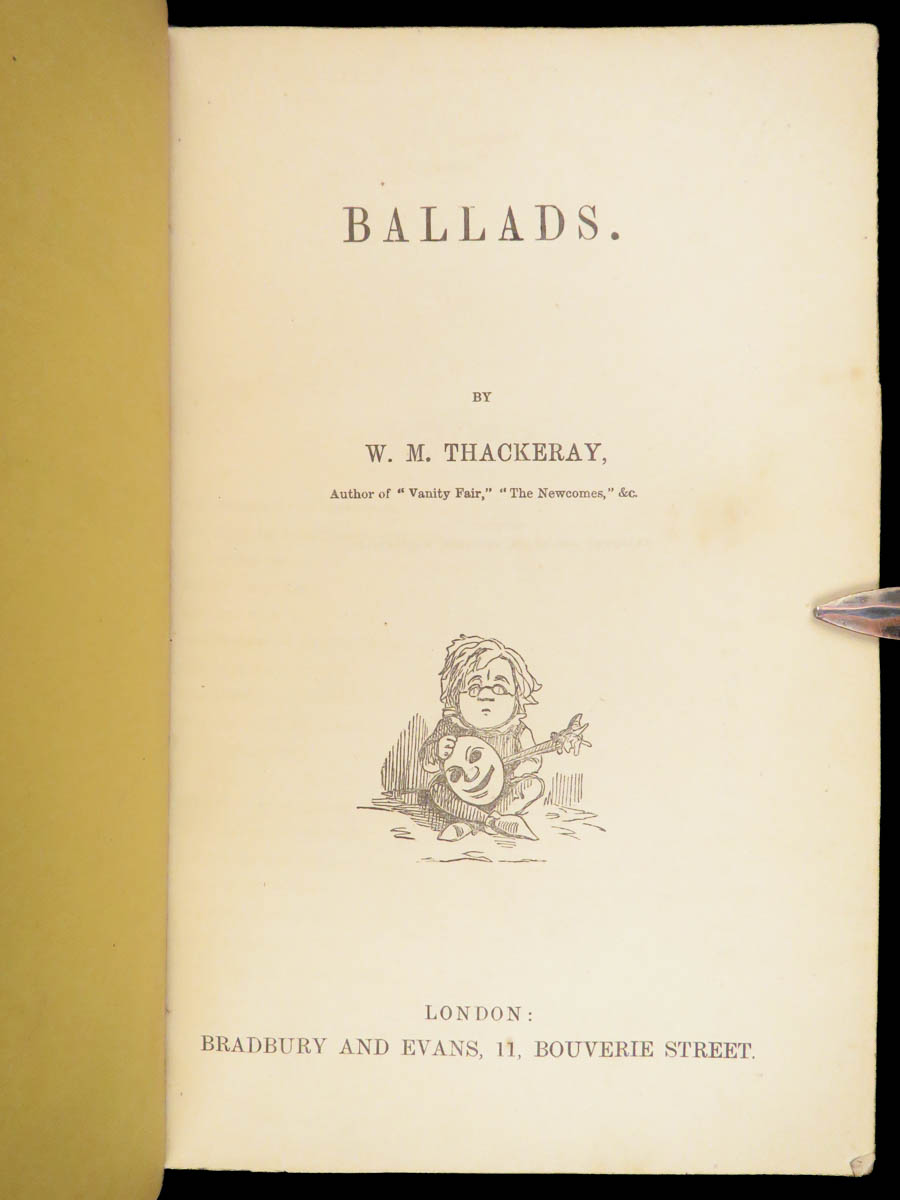 BALLADS.
BY
W. M. THACKERAY,
Author of “Vanity Fair,” “The Newcomes,” &c.
LONDON:
BRADBURY AND EVANS, 11, BOUVERIE STREET.